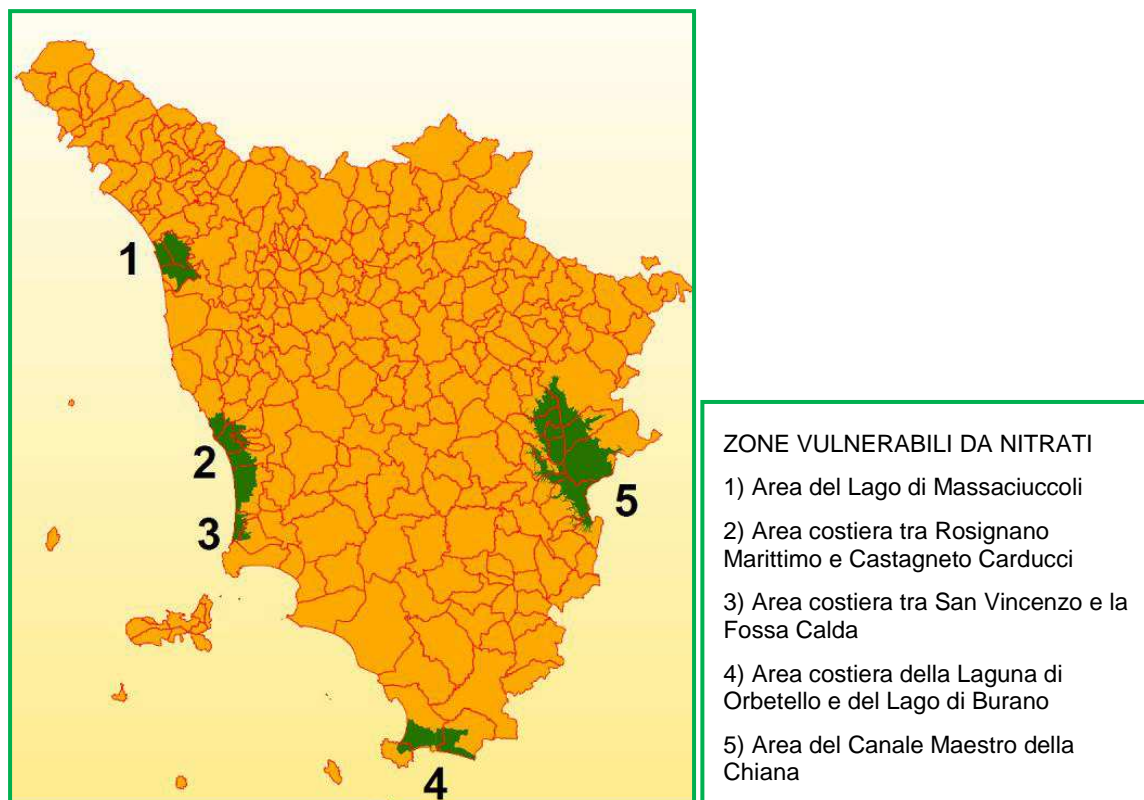 1
2
3
4
5
ZONE VULNERABILI DA NITRATI
1) Area del Lago di Massaciuccoli
2) Area costiera tra Rosignano
Marittimo e Castagneto Carducci
3) Area costiera tra San Vincenzo e la
Fossa Calda
4) Area costiera della Laguna di
Orbetello e del Lago di Burano
5) Area del Canale Maestro della
Chiana